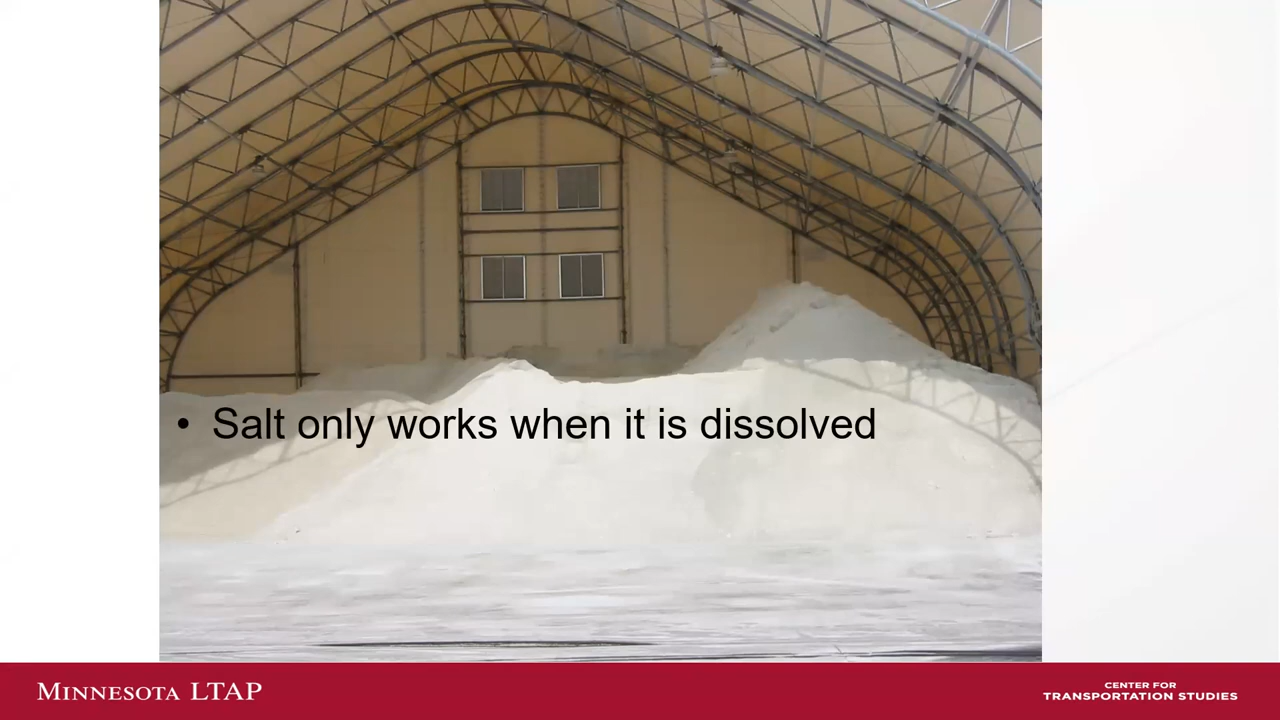 • Salt only works when it is dissolved
MINNESOTA LTAP
CENTER FOR
TRANSPORTATION STUDIES